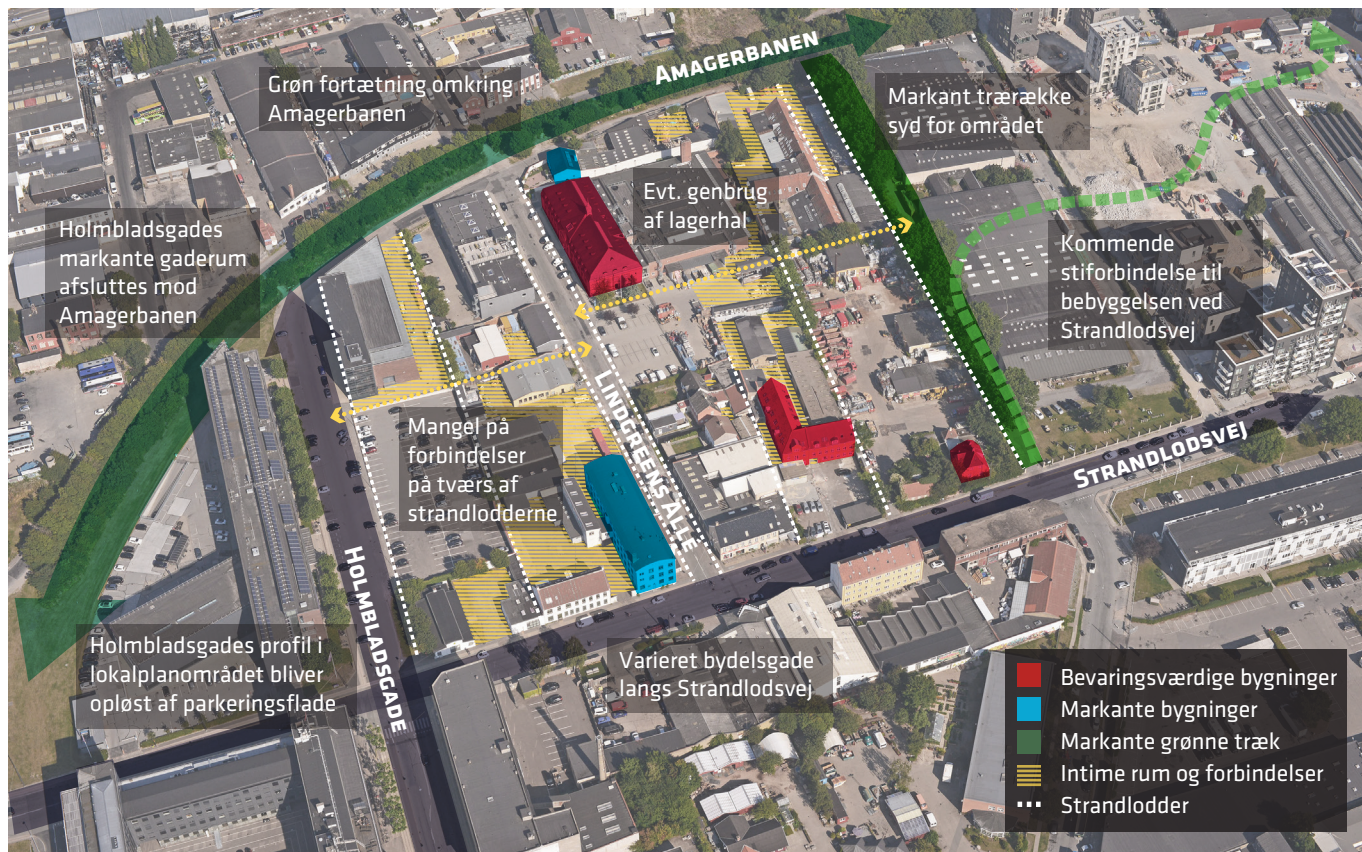 AMAGERBANEN
Grøn fortætning omkring
Amagerbanen
Markant trærække
syd for området
Evt. genbrug
af lagerhal
Holmbladsgades
markante gaderum
afsluttes mod
Amagerbanen
Kommende
stiforbindelse til
bebyggelsen ved
Strandlodsvej
LINDGREENS ALLE
Mangel på
forbindelser
på tværs af
strandlodderne
STRANDLODSVEJ
HOLMBLADSGADE
Holmbladsgades profil i
lokalplanområdet bliver
opløst af parkeringsflade
Varieret bydelsgade
langs Strandlodsvej
Bevaringsværdige bygninger
Markante bygninger
Markante grønne træk
Intime rum og forbindelser
Strandlodder